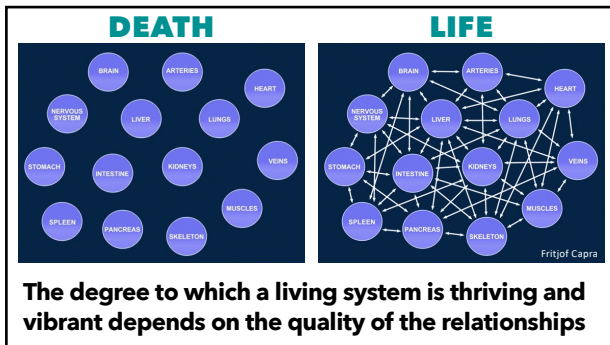 DEATH
BRAIN
ARTERIES
HEART
NERVOUS
SYSTEM
LIVER
LUNGS
STOMACH
INTESTINE
KIDNEYS
VEINS
SPLEEN
PANCREAS
SKELETON
MUSCLES
LIFE
BRAIN
ARTERIES
HEART
NERVOUS
SYSTEM
LIVER
LUNGS
STOMACH
INTESTINE
KIDNEYS
VEINS
SPLEEN
PANCREAS
SKELETON
MUSCLES
Fritjof Capra
The degree to which a living system is thriving and
vibrant depends on the quality of the relationships